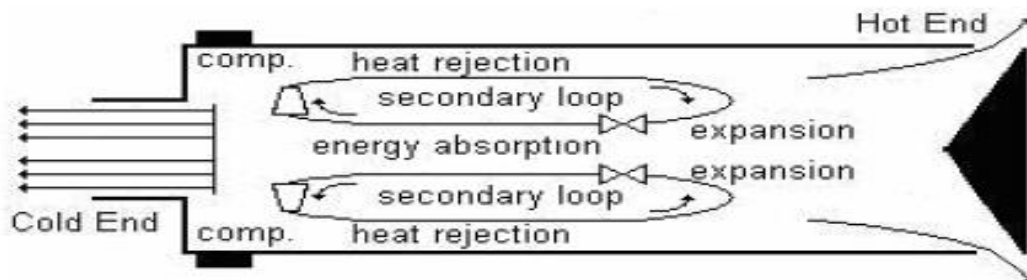 Hot End
comp.
heat rejection
secondary loop
expansion
energy absorption
expansion
secondary loop
Cold End
comp.
heat rejection